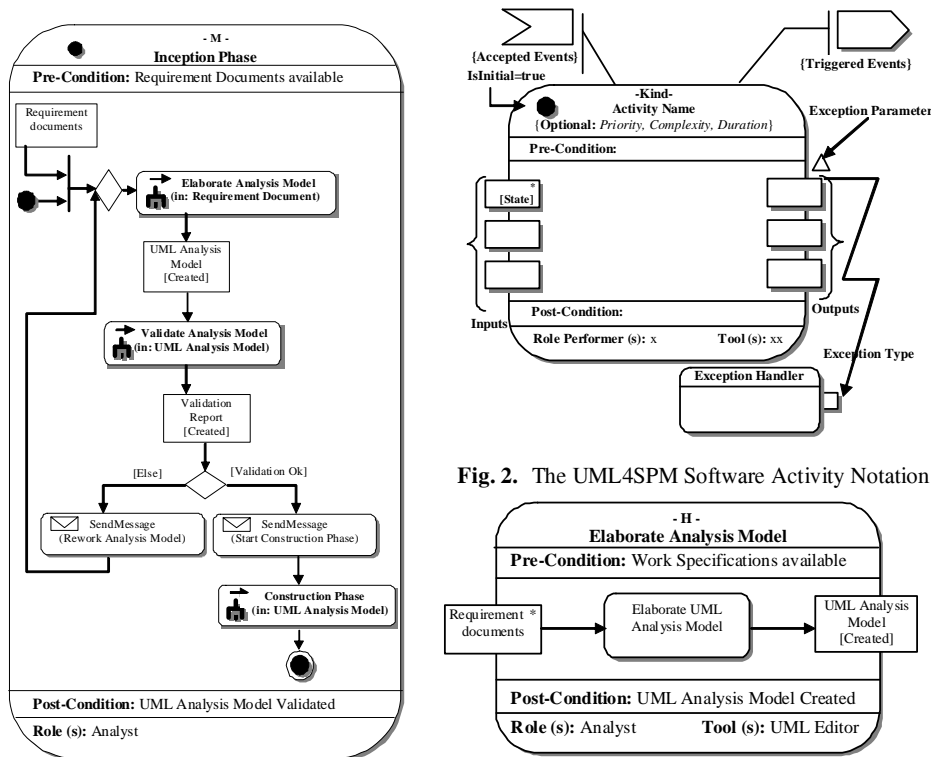 - M -
Inception Phase
Pre-Condition: Requirement Documents available
Requirement
documents
Elaborate Analysis Model
(in: Requirement Document)
UML Analysis
Model
[Created]
Validate Analysis Model
(in: UML Analysis Model)
Validation
Report
[Created]
[Else]
[Validation Ok]
SendMessage
(Rework Analysis Model)
SendMessage
(Start Construction Phase)
Construction Phase
(in: UML Analysis Model)
Post-Condition: UML Analysis Model Validated
Role (s): Analyst
{Accepted Events}
{Triggered Events}
IsInitial=true
-Kind-
Activity Name
{Optional: Priority, Complexity, Duration}
Exception Parameter
Pre-Condition:
*
[State]
Post-Condition:
Inputs
Outputs
Role Performer (s): x Tool (s): xx
Exception Type
Exception Handler
Fig. 2. The UML4SPM Software Activity Notation
- H -
Elaborate Analysis Model
Pre-Condition: Work Specifications available
Requirement *
documents
Elaborate UML
Analysis Model
UML Analysis
Model
[Created]
Post-Condition: UML Analysis Model Created
Role (s): Analyst Tool (s): UML Editor